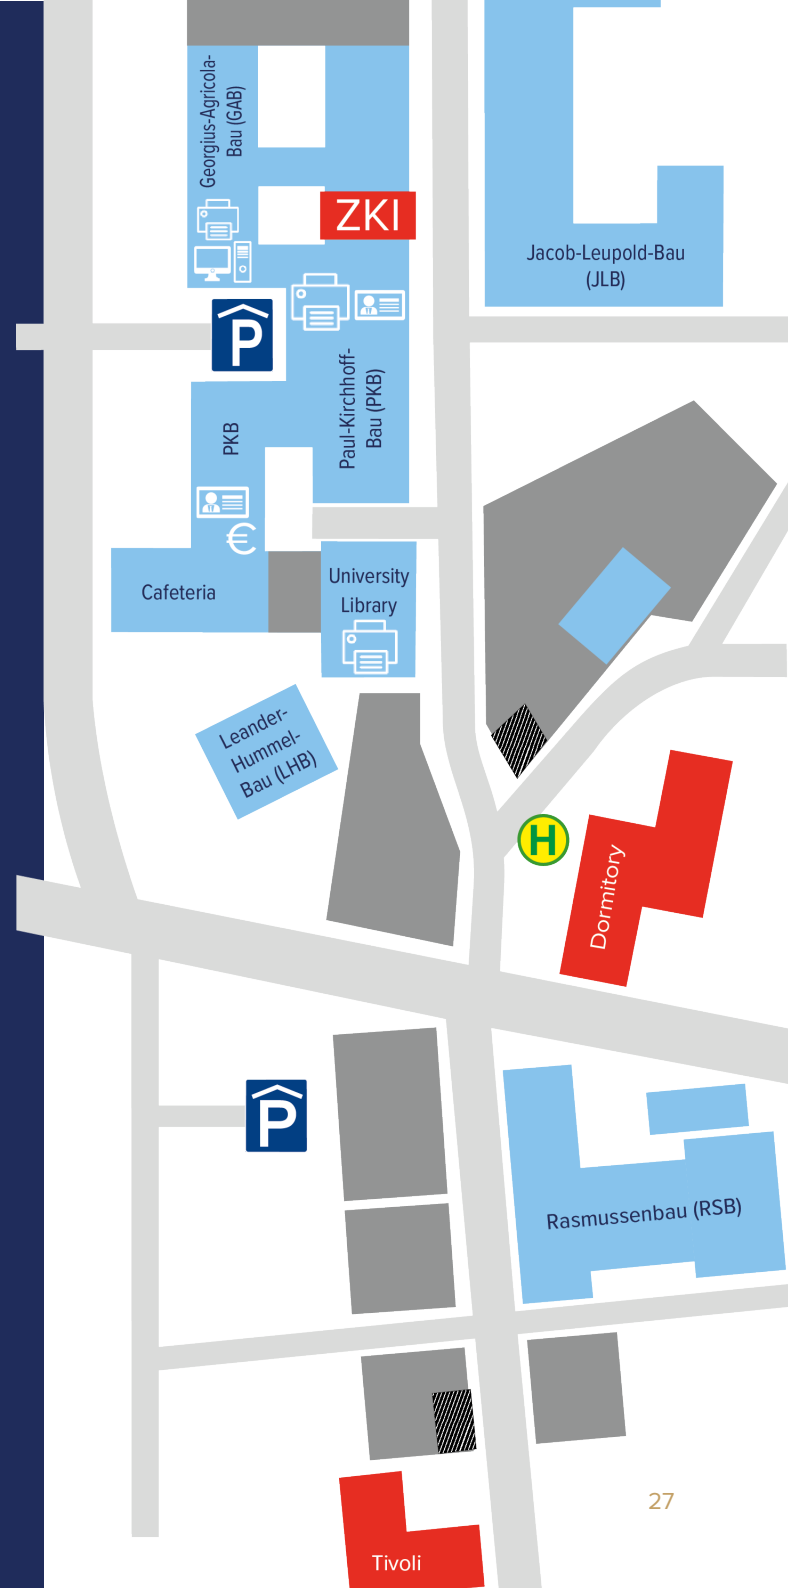 Georgius-Agricola-
Bau (GAB)
ZKI
Jacob-Leupold-Bau
(JLB)
P
Paul-Kirchhoff-
Bau (PKB)
PKB
€
Cafeteria
University
Library
Leander-
Hummel-
Bau (LHB)
H
Dormitory
P
Rasmussenbau (RSB)
27
Tivoli